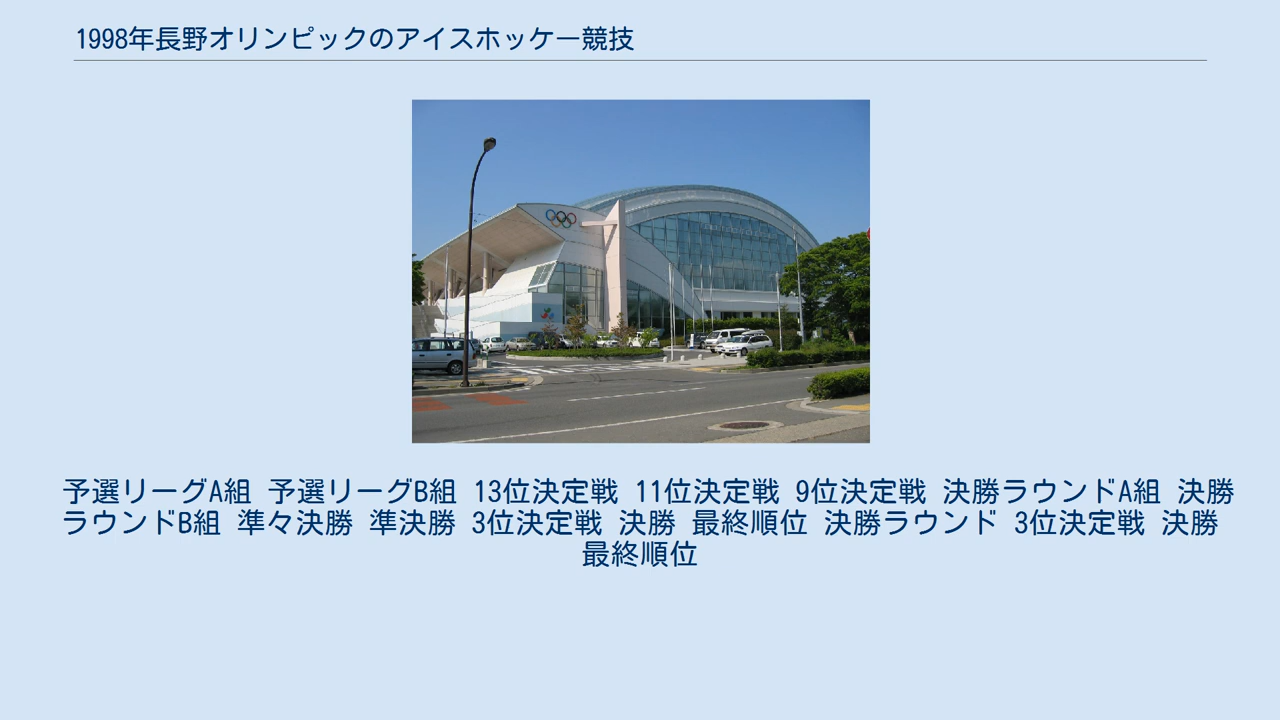 1998年長野オリンピックのアイスホッケー競技
予選リーグA組 予選リーグB組 13位決定戦 11位決定戦 9位決定戦 決勝ラウンドA組 決勝
ラウンドB組 準々決勝 準決勝 3位決定戦 決勝 最終順位 決勝ラウンド 3位決定戦 決勝
最終順位